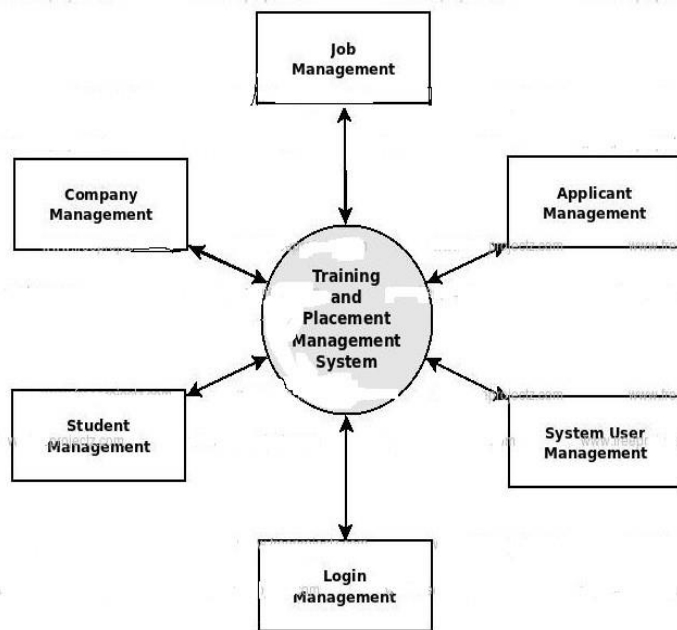 Job
Management
Company
Management
Applicant
Management
Training
and
Placement
Management
System
Student
Management
System User
Management
Login
Management